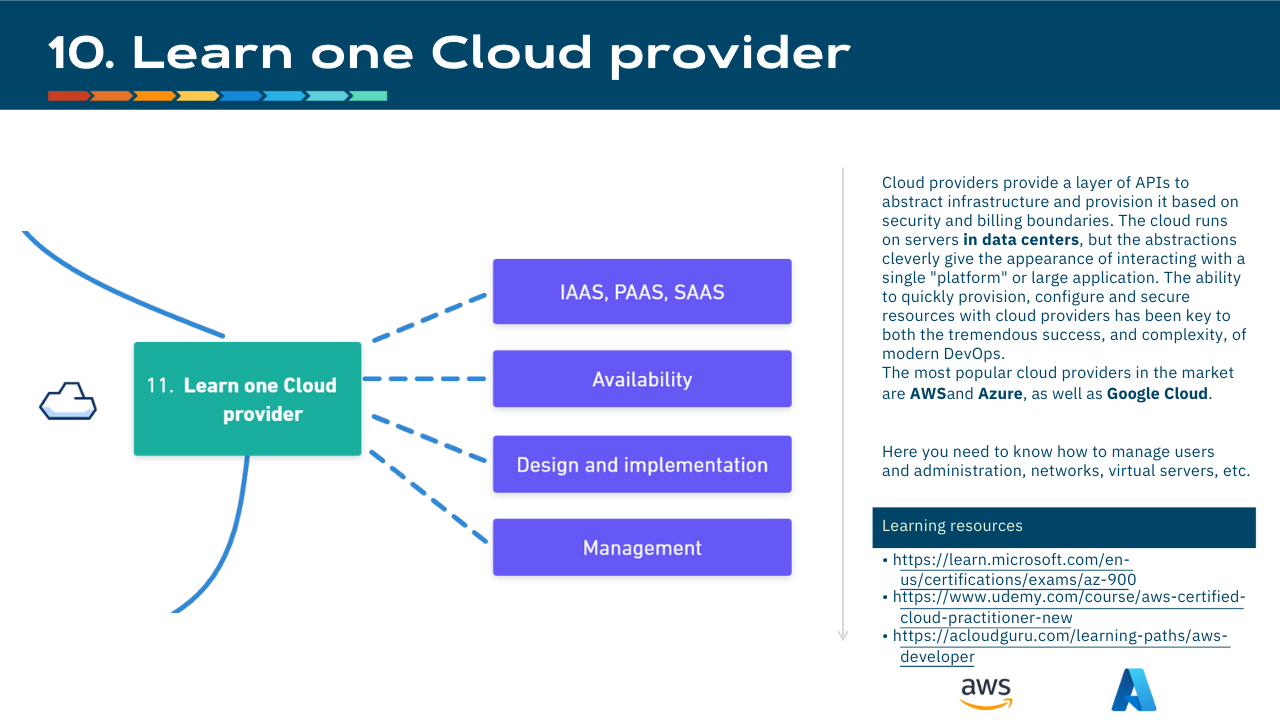 10. Learn one Cloud provider
11. Learn one Cloud
provider
IAAS, PAAS, SAAS
Availability
Design and implementation
Management
Cloud providers provide a layer of APIs to
abstract infrastructure and provision it based on
security and billing boundaries. The cloud runs
on servers in data centers, but the abstractions
cleverly give the appearance of interacting with a
single "platform" or large application. The ability
to quickly provision, configure and secure
resources with cloud providers has been key to
both the tremendous success, and complexity, of
modern DevOps.
The most popular cloud providers in the market
are AWSand Azure, as well as Google Cloud.
Here you need to know how to manage users
and administration, networks, virtual servers, etc.
Learning resources
• https://learn.microsoft.com/en-
us/certifications/exams/az-900
• https://www.udemy.com/course/aws-certified-
cloud-practitioner-new
• https://acloudguru.com/learning-paths/aws-
developer
aws